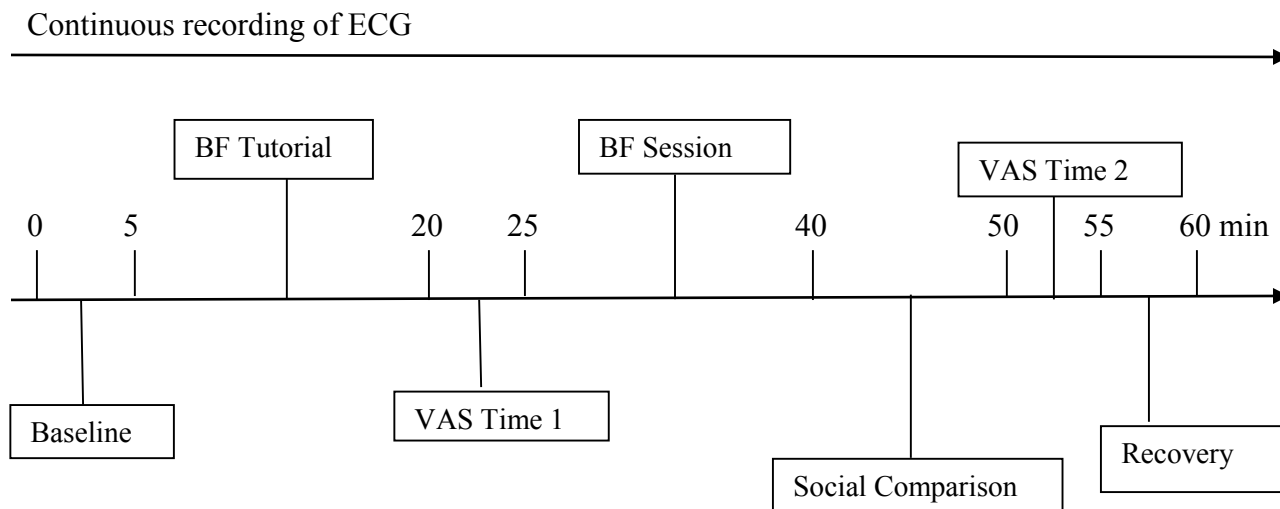 Continuous recording of ECG
BF Tutorial
BF Session
VAS Time 2
0 5 20 25 40 50 55 60 min
VAS Time 1
Baseline
Recovery
Social Comparison